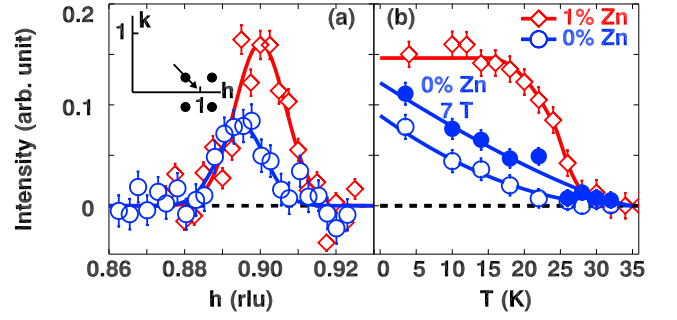 0.2
0.1
0
Intensity (arb. unit)
(a)
1
k
h
1
0.86
0.88
0.90
0.92
h (rlu)
(b)
1% Zn
0% Zn
0% Zn
7 T
0
5
10
15
20
25
30
35
T (K)